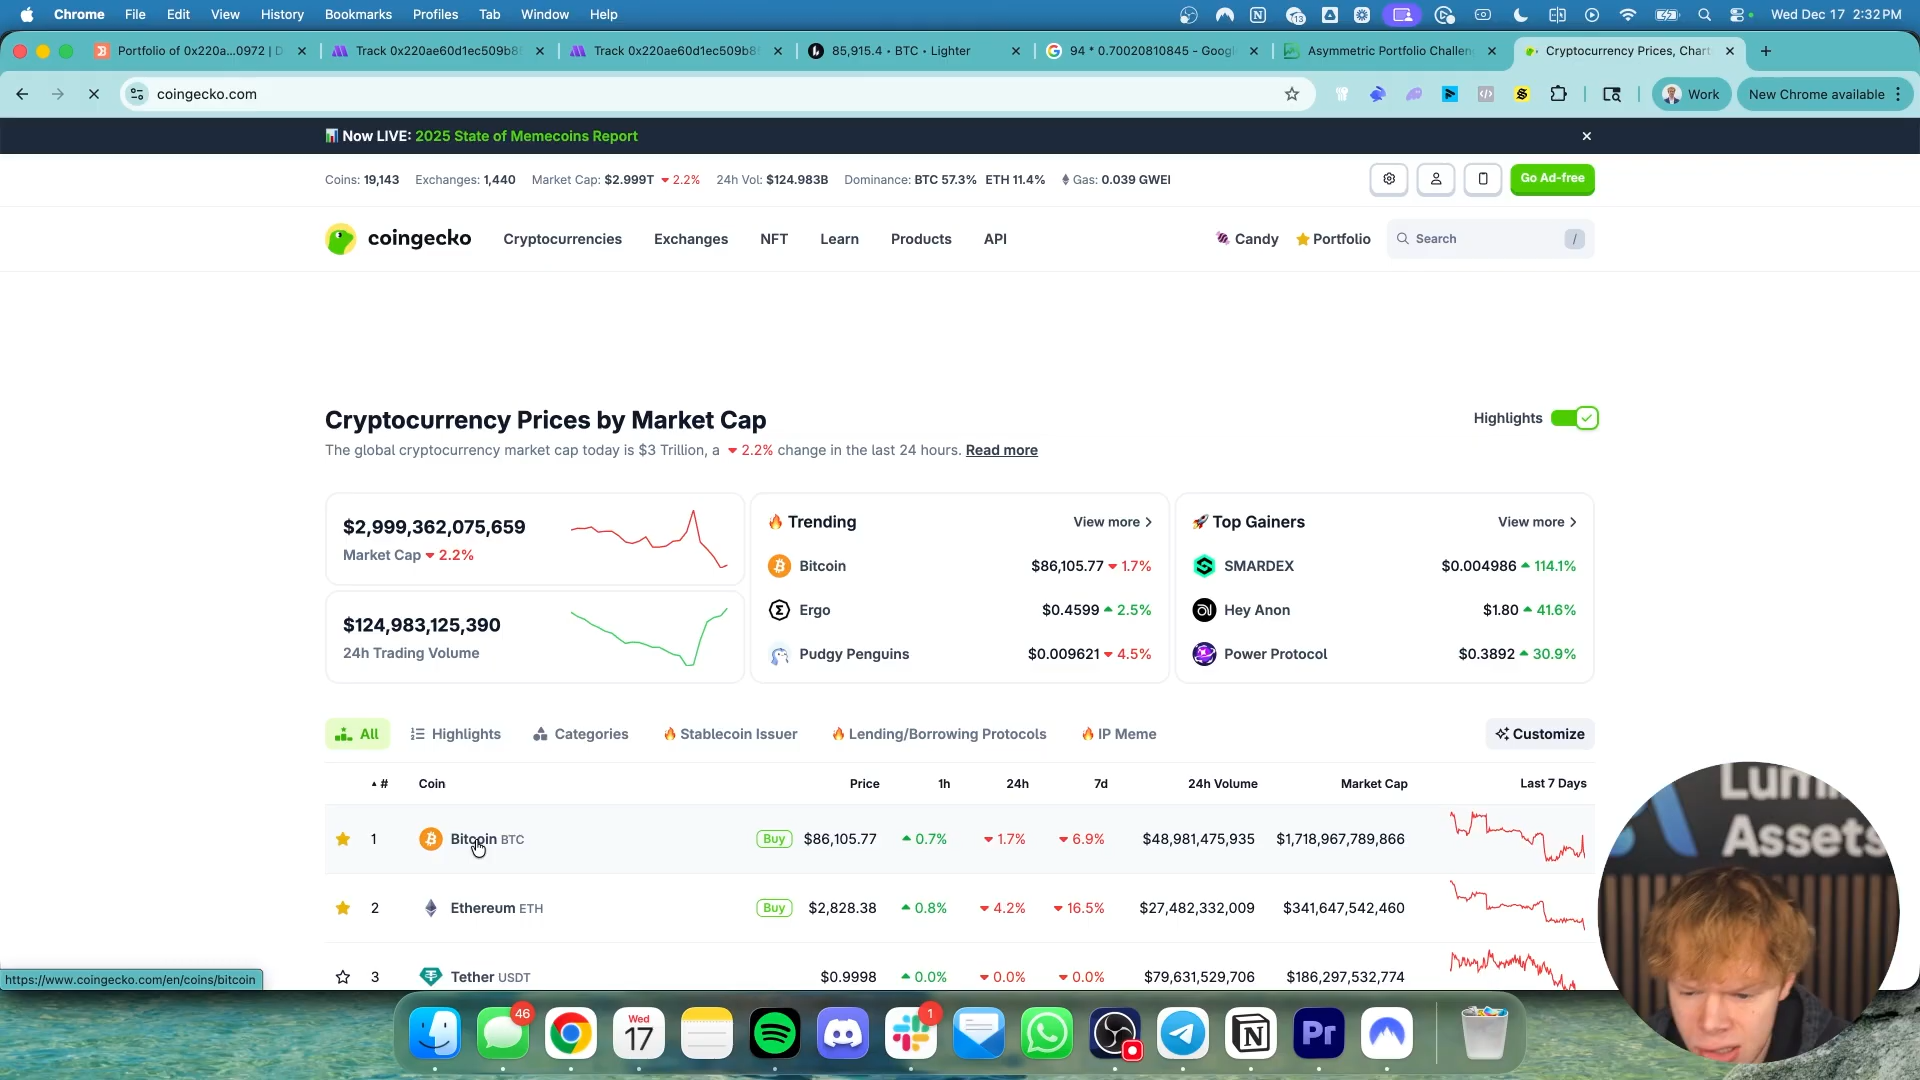 Chrome File Edit View History Bookmarks Profiles Tab Window Help 13 Wed Dec 17 2:32 PM
Portfolio of 0x220a...0972 | D Track 0x220ae60d1ec509b8 Track 0x220ae60d1ec509b8 85,915.4 • BTC • Lighter 94 * 0.70020810845 - Googl Asymmetric Portfolio Challen Cryptocurrency Prices, Chart
coingecko.com Work New Chrome available
Now LIVE: 2025 State of Memecoins Report
Coins: 19,143 Exchanges: 1,440 Market Cap: $2.999T 2.2% 24h Vol: $124.983B Dominance: BTC 57.3% ETH 11.4% Gas: 0.039 GWEI Go Ad-free
coingecko Cryptocurrencies Exchanges NFT Learn Products API Candy Portfolio Search /
Cryptocurrency Prices by Market Cap Highlights
The global cryptocurrency market cap today is $3 Trillion, a 2.2% change in the last 24 hours. Read more
$2,999,362,075,659
Market Cap 2.2%
$124,983,125,390
24h Trading Volume
Trending View more
Bitcoin $86,105.77 1.7%
Ergo $0.4599 2.5%
Pudgy Penguins $0.009621 4.5%
Top Gainers View more
SMARDEX $0.004986 114.1%
Hey Anon $1.80 41.6%
Power Protocol $0.3892 30.9%
All Highlights Categories Stablecoin Issuer Lending/Borrowing Protocols IP Meme Customize
# Coin Price 1h 24h 7d 24h Volume Market Cap Last 7 Days
1 Bitcoin BTC Buy $86,105.77 0.7% 1.7% 6.9% $48,981,475,935 $1,718,967,789,866
2 Ethereum ETH Buy $2,828.38 0.8% 4.2% 16.5% $27,482,332,009 $341,647,542,460
3 Tether USDT $0.9998 0.0% 0.0% 0.0% $79,631,529,706 $186,297,532,774
https://www.coingecko.com/en/coins/bitcoin
Assets
46 Wed 17 1 Pr